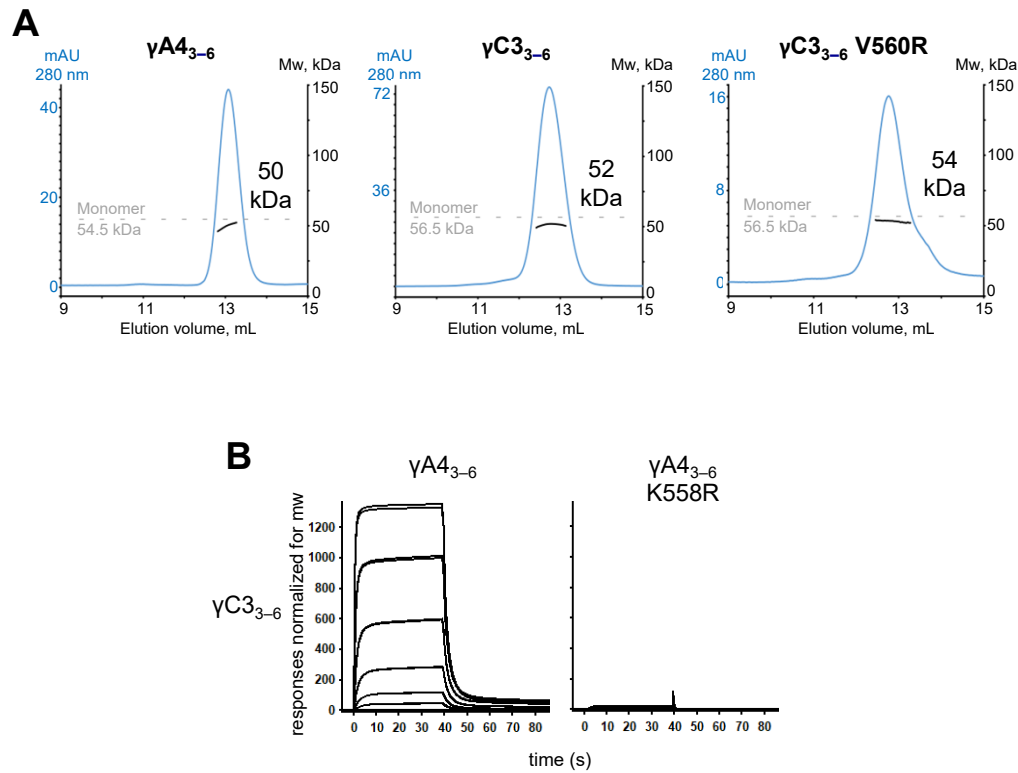 A
γA4₃₋₆
mAU
280 nm
Mw, kDa
40
20
0
150
100
50
0
Monomer
54.5 kDa
50
kDa
9 11 13 15
Elution volume, mL
γC3₃₋₆
mAU
280 nm
Mw, kDa
72
36
0
150
100
50
0
Monomer
56.5 kDa
52
kDa
9 11 13 15
Elution volume, mL
γC3₃₋₆ V560R
mAU
280 nm
Mw, kDa
16
8
0
150
100
50
0
Monomer
56.5 kDa
54
kDa
9 11 13 15
Elution volume, mL
B
γA4₃₋₆
γA4₃₋₆
K558R
γC3₃₋₆
responses normalized for mw
1200
1000
800
600
400
200
0
0 10 20 30 40 50 60 70 80
0 10 20 30 40 50 60 70 80
time (s)